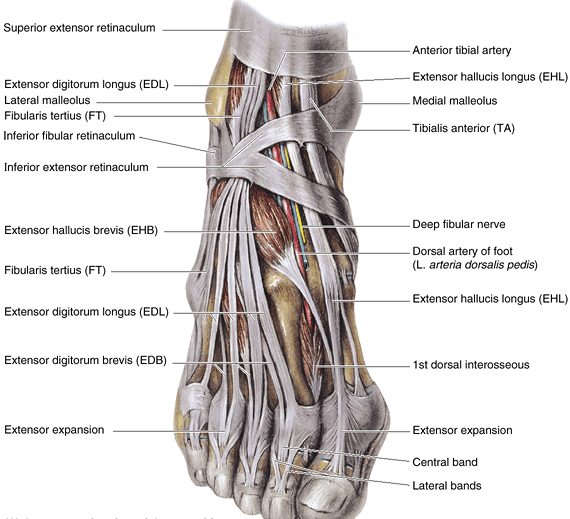 Superior extensor retinaculum
Anterior tibial artery
Extensor digitorum longus (EDL)
Extensor hallucis longus (EHL)
Lateral malleolus
Medial malleolus
Fibularis tertius (FT)
Tibialis anterior (TA)
Inferior fibular retinaculum
Inferior extensor retinaculum
Extensor hallucis brevis (EHB)
Deep fibular nerve
Dorsal artery of foot
(L. arteria dorsalis pedis)
Fibularis tertius (FT)
Extensor hallucis longus (EHL)
Extensor digitorum longus (EDL)
Extensor digitorum brevis (EDB)
1st dorsal interosseous
Extensor expansion
Extensor expansion
Central band
Lateral bands